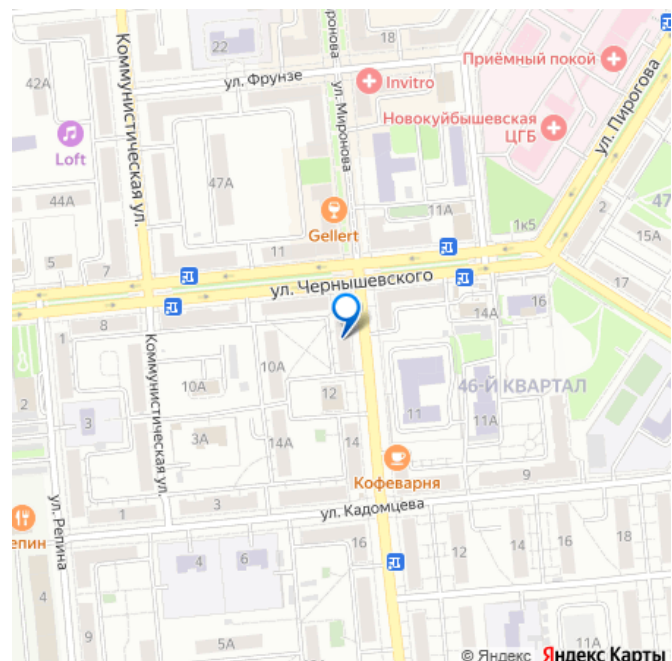 22
42А
Коммунистическая ул.
ул. Фрунзе
ул. Миронова
Приёмный покой
Invitro
Новокуйбышевская
ЦГБ
ул. Пирогова
Loft
47А
44А
Gellert
11А
1к5
2
47
15А
5
7
11
17
ул. Чернышевского
16
14А
1
8
Коммунистическая ул.
10А
10А
12
46-Й КВАРТАЛ
2
3
3А
14А
14
11
11А
Кофеварня
9
1
3
ул. Кадомцева
епин
ул. Репина
4
6
16
12
14
16
18
4
9
5А
11А
© Яндекс Яндекс Карты